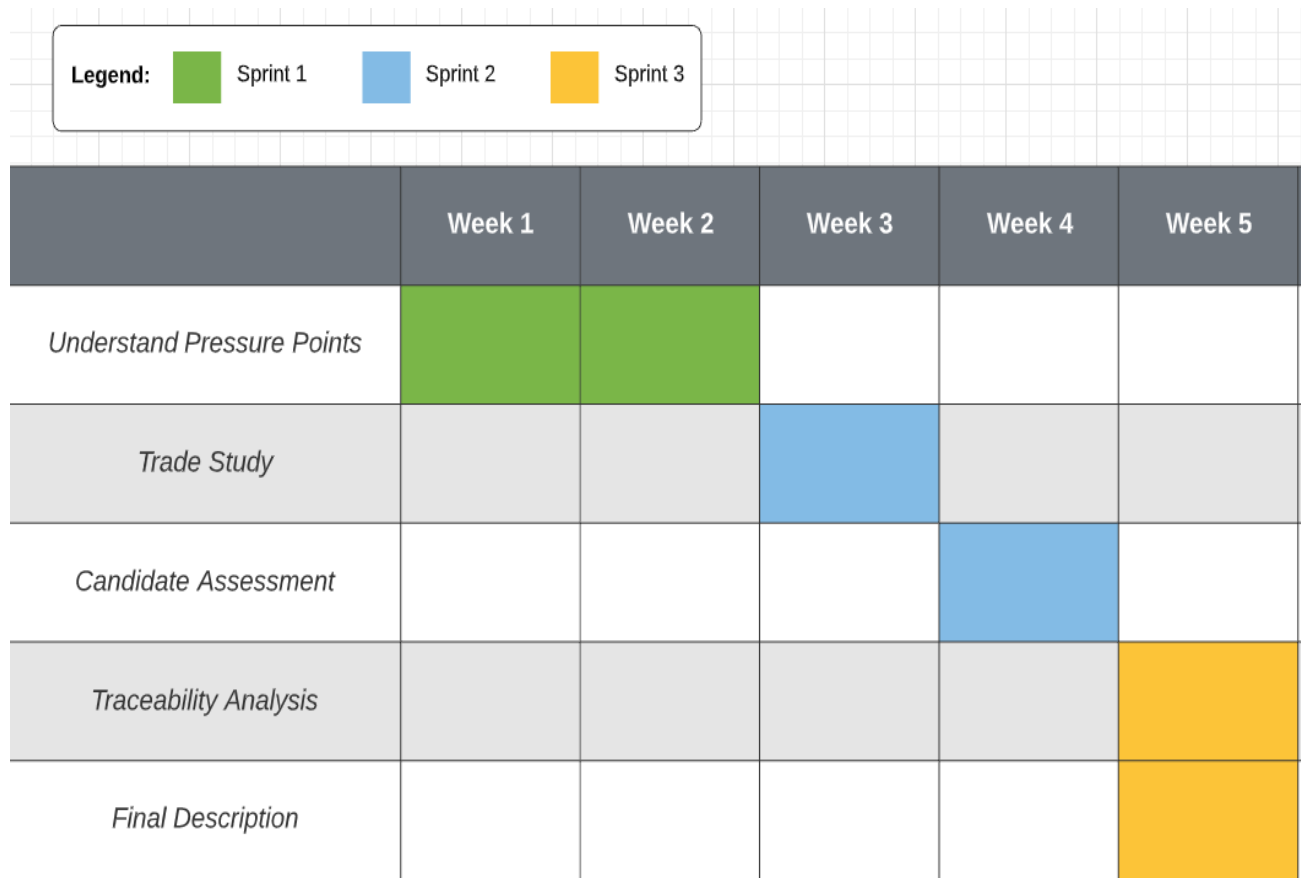 Legend: Sprint 1 Sprint 2 Sprint 3
Week 1 Week 2 Week 3 Week 4 Week 5
Understand Pressure Points
Trade Study
Candidate Assessment
Traceability Analysis
Final Description